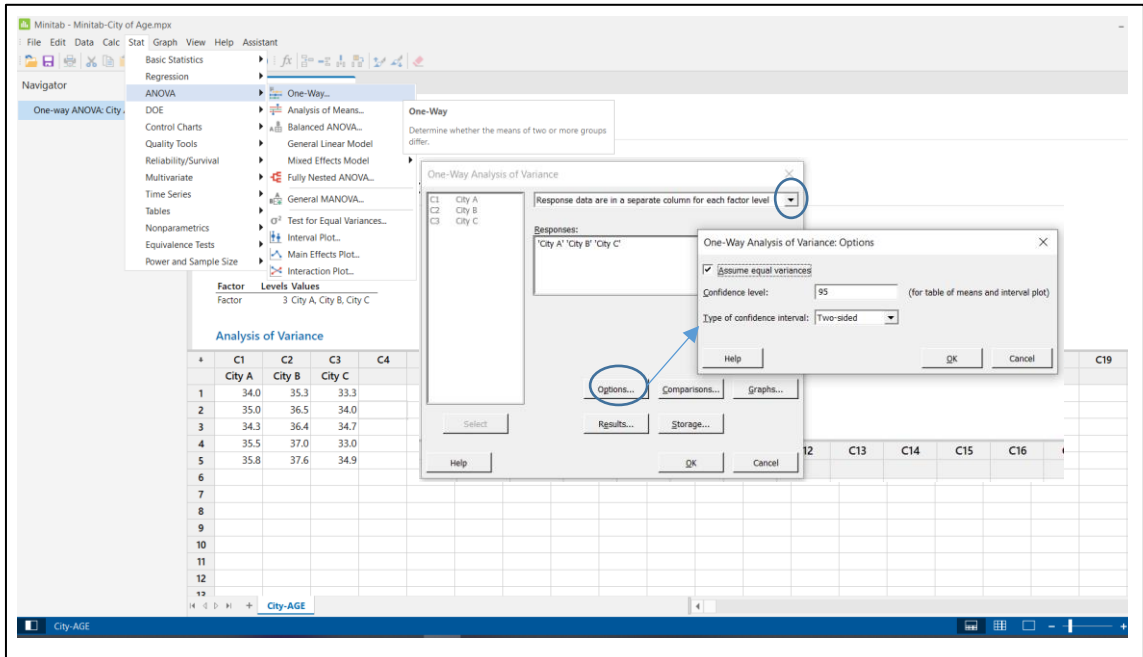 Minitab - Minitab-City of Age.mpx
File Edit Data Calc Stat Graph View Help Assistant
Navigator
One-way ANOVA: City
Basic Statistics
Regression
ANOVA
DOE
Control Charts
Quality Tools
Reliability/Survival
Multivariate
Time Series
Tables
Nonparametrics
Equivalence Tests
Power and Sample Size
One-Way...
Analysis of Means...
Balanced ANOVA...
General Linear Model
Mixed Effects Model
Fully Nested ANOVA...
General MANOVA...
σ² Test for Equal Variances...
Interval Plot...
Main Effects Plot...
Interaction Plot...
One-Way
Determine whether the means of two or more groups
differ.
One-Way Analysis of Variance
C1 City A
C2 City B
C3 City C
Response data are in a separate column for each factor level
Responses:
'City A' 'City B' 'City C'
Options... Comparisons... Graphs...
Select Results... Storage...
Help OK Cancel
One-Way Analysis of Variance: Options
Assume equal variances
Confidence level: 95 (for table of means and interval plot)
Type of confidence interval: Two-sided
Help OK Cancel
Factor Levels Values
Factor 3 City A, City B, City C
Analysis of Variance
C1 C2 C3 C4 C19
City A City B City C
1 34.0 35.3 33.3
2 35.0 36.5 34.0
3 34.3 36.4 34.7
4 35.5 37.0 33.0
5 35.8 37.6 34.9
12 C13 C14 C15 C16
6
7
8
9
10
11
12
13
City-AGE
City-AGE